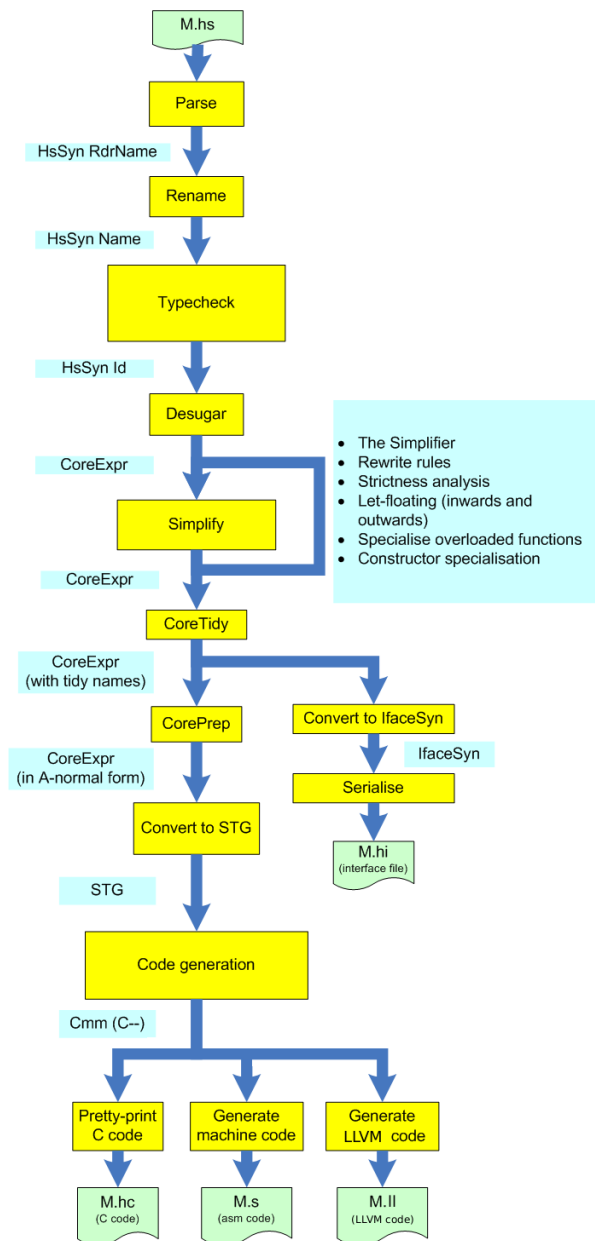 M.hs
Parse
HsSyn RdrName
Rename
HsSyn Name
Typecheck
HsSyn Id
Desugar
CoreExpr
Simplify
CoreExpr
• The Simplifier
• Rewrite rules
• Strictness analysis
• Let-floating (inwards and
outwards)
• Specialise overloaded functions
• Constructor specialisation
CoreTidy
CoreExpr
(with tidy names)
CorePrep
Convert to IfaceSyn
CoreExpr
(in A-normal form)
IfaceSyn
Serialise
Convert to STG
M.hi
(interface file)
STG
Code generation
Cmm (C--)
Pretty-print
C code
Generate
machine code
Generate
LLVM code
M.hc
(C code)
M.s
(asm code)
M.ll
(LLVM code)